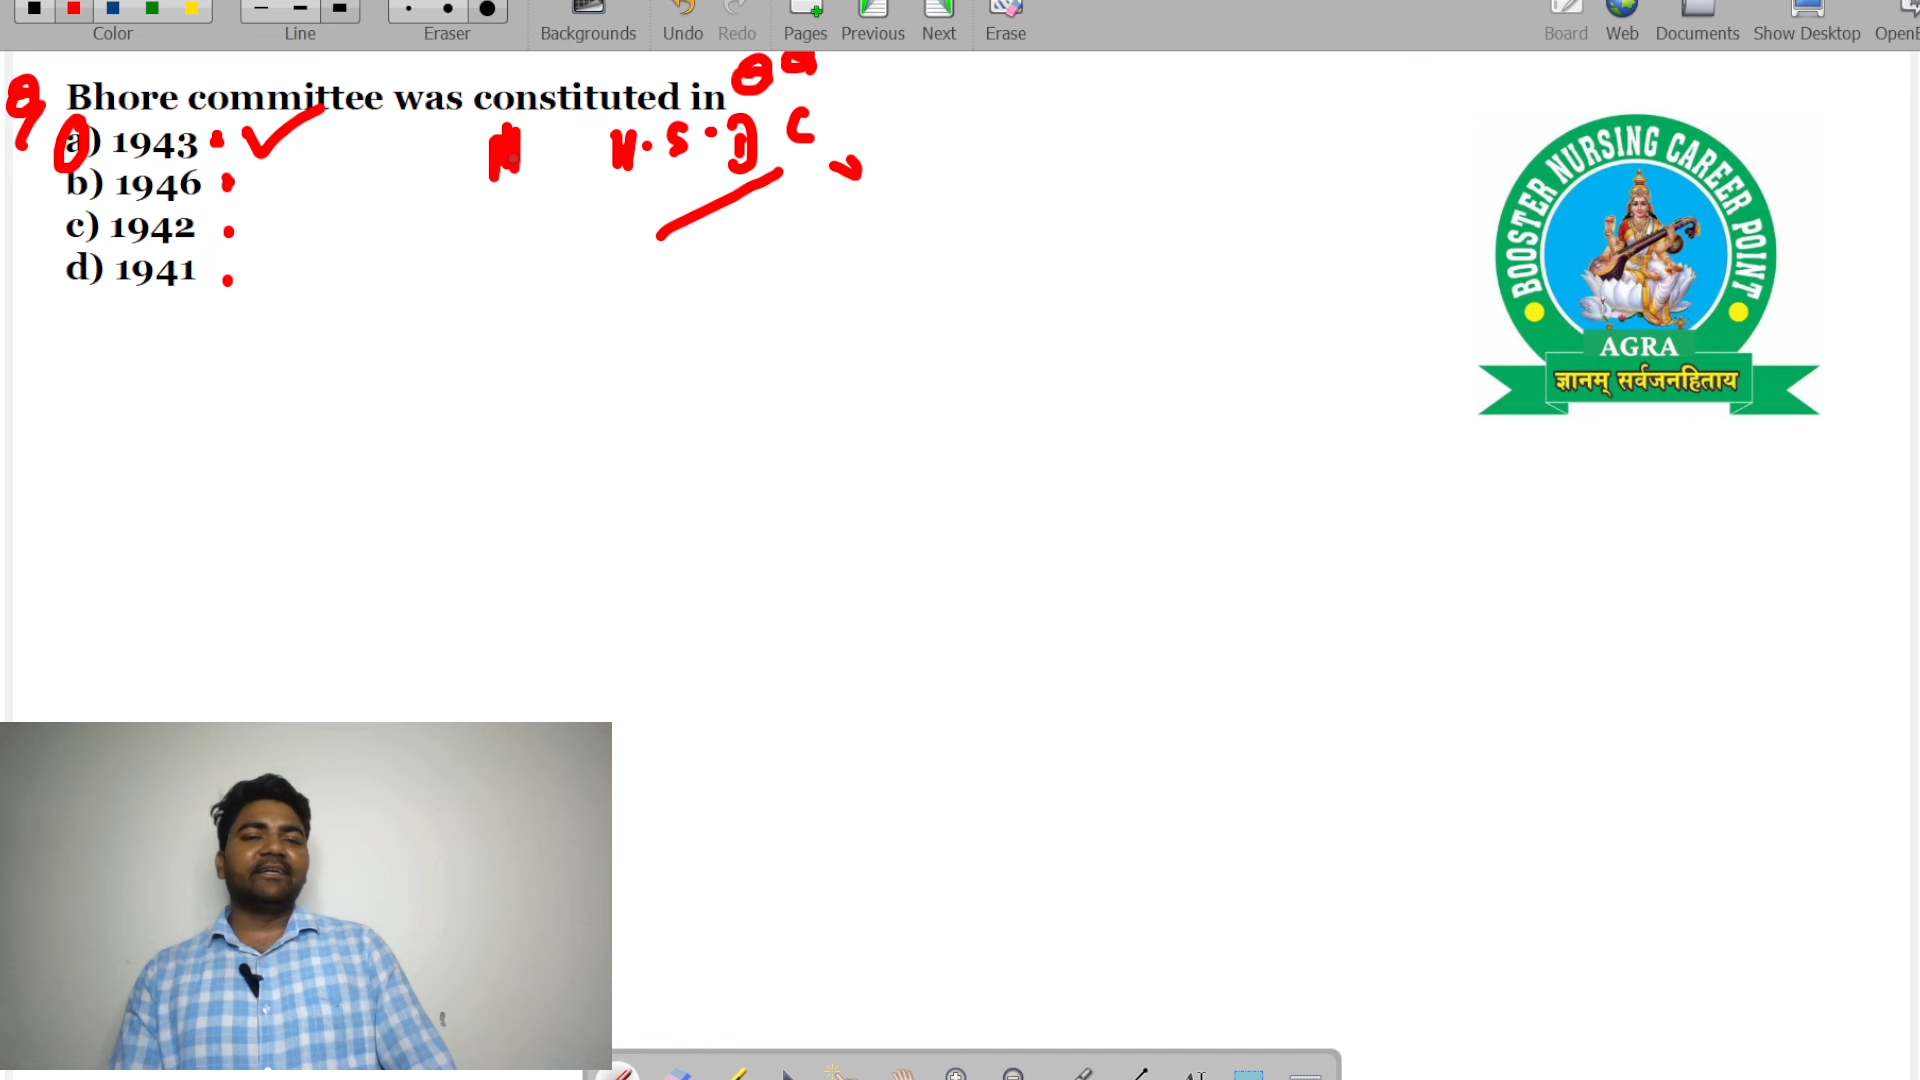 Color
Line
Eraser
Backgrounds
Undo
Redo
Pages
Previous
Next
Erase
Board
Web
Documents
Show Desktop
Bhore committee was constituted in
a) 1943
b) 1946
c) 1942
d) 1941
BOOSTER NURSING CAREER POINT
AGRA
ज्ञानम् सर्वजनहिताय